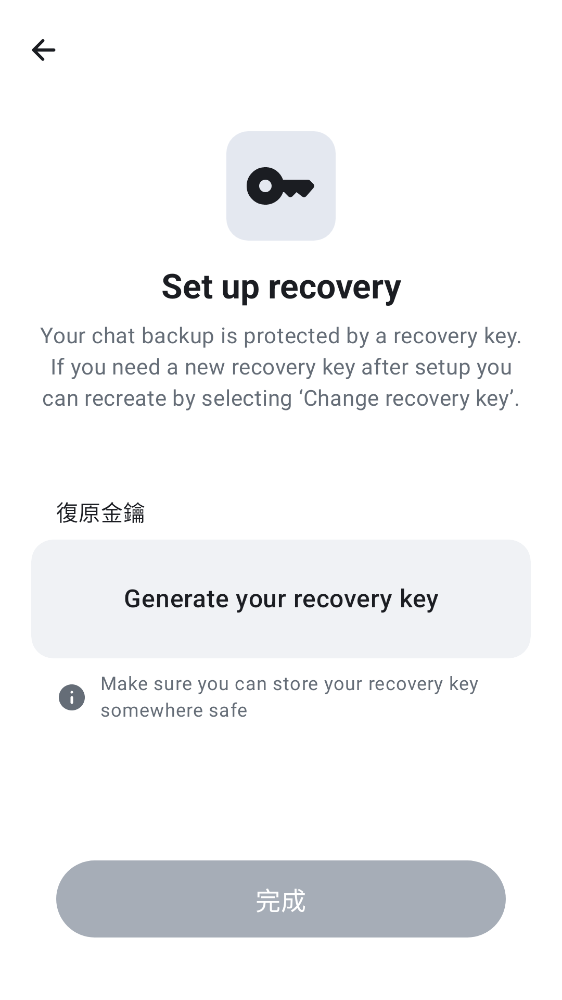 Set up recovery
Your chat backup is protected by a recovery key.
If you need a new recovery key after setup you
can recreate by selecting ‘Change recovery key’.
復原金鑰
Generate your recovery key
Make sure you can store your recovery key
somewhere safe
完成